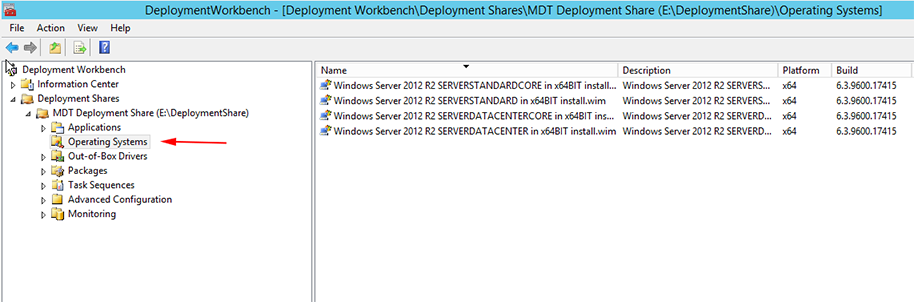 DeploymentWorkbench - [Deployment Workbench\Deployment Shares\MDT Deployment Share (E:\DeploymentShare)\Operating Systems]
File Action View Help
Deployment Workbench
Information Center
Deployment Shares
MDT Deployment Share (E:\DeploymentShare)
Applications
Operating Systems
Out-of-Box Drivers
Packages
Task Sequences
Advanced Configuration
Monitoring
Name Description Platform Build
Windows Server 2012 R2 SERVERSTANDARDCORE in x64BIT install.... Windows Server 2012 R2 SERVERS... x64 6.3.9600.17415
Windows Server 2012 R2 SERVERSTANDARD in x64BIT install.wim Windows Server 2012 R2 SERVERS... x64 6.3.9600.17415
Windows Server 2012 R2 SERVERDATACENTERCORE in x64BIT ins... Windows Server 2012 R2 SERVERD... x64 6.3.9600.17415
Windows Server 2012 R2 SERVERDATACENTER in x64BIT install.wim Windows Server 2012 R2 SERVERD... x64 6.3.9600.17415